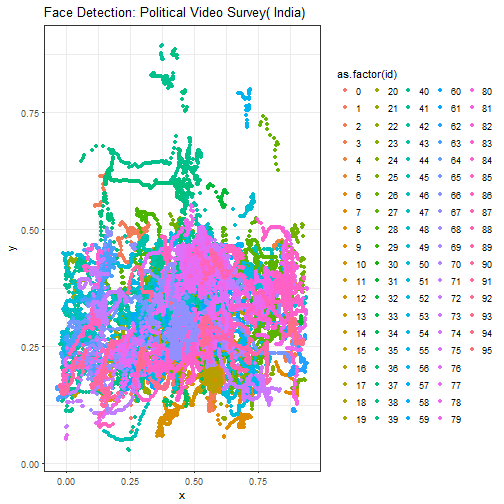 Face Detection: Political Video Survey( India)
as.factor(id)
0 20 40 60 80
1 21 41 61 81
2 22 42 62 82
3 23 43 63 83
4 24 44 64 84
5 25 45 65 85
6 26 46 66 86
7 27 47 67 87
8 28 48 68 88
9 29 49 69 89
10 30 50 70 90
11 31 51 71 91
12 32 52 72 92
13 33 53 73 93
14 34 54 74 94
15 35 55 75 95
16 36 56 76
17 37 57 77
18 38 58 78
19 39 59 79
0.75
0.50
y
0.25
0.00
0.00 0.25 0.50 0.75
x